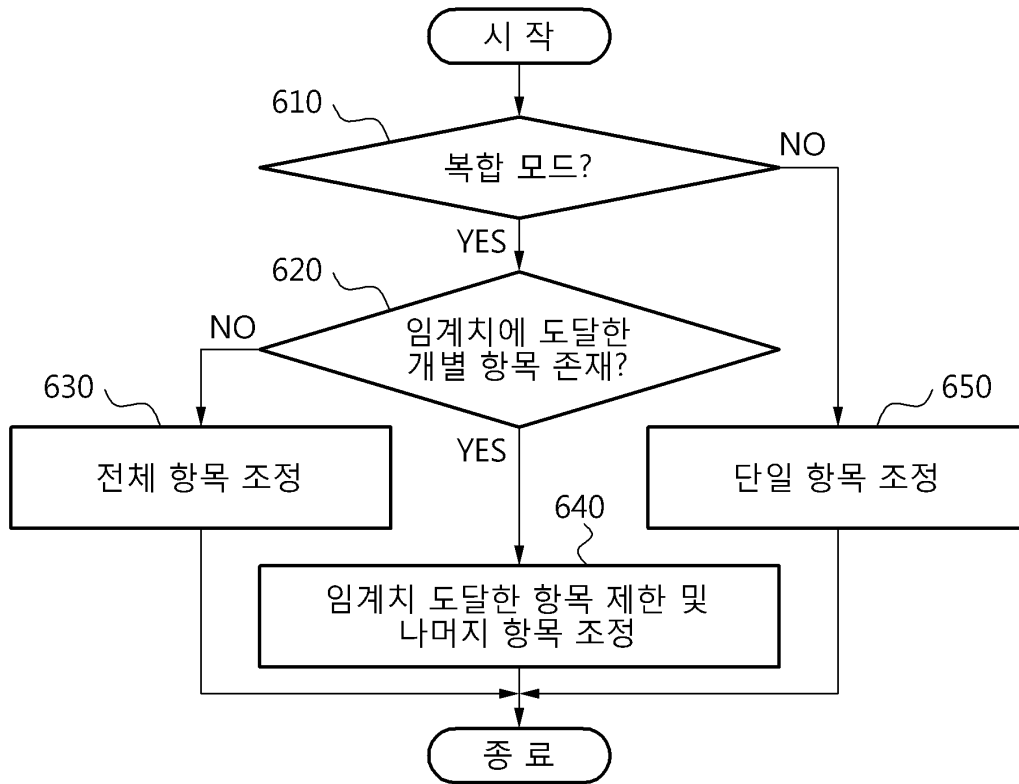 시 작
610
복합 모드?
NO
YES
620
임계치에 도달한
개별 항목 존재?
NO
630
전체 항목 조정
YES
650
단일 항목 조정
640
임계치 도달한 항목 제한 및
나머지 항목 조정
종 료